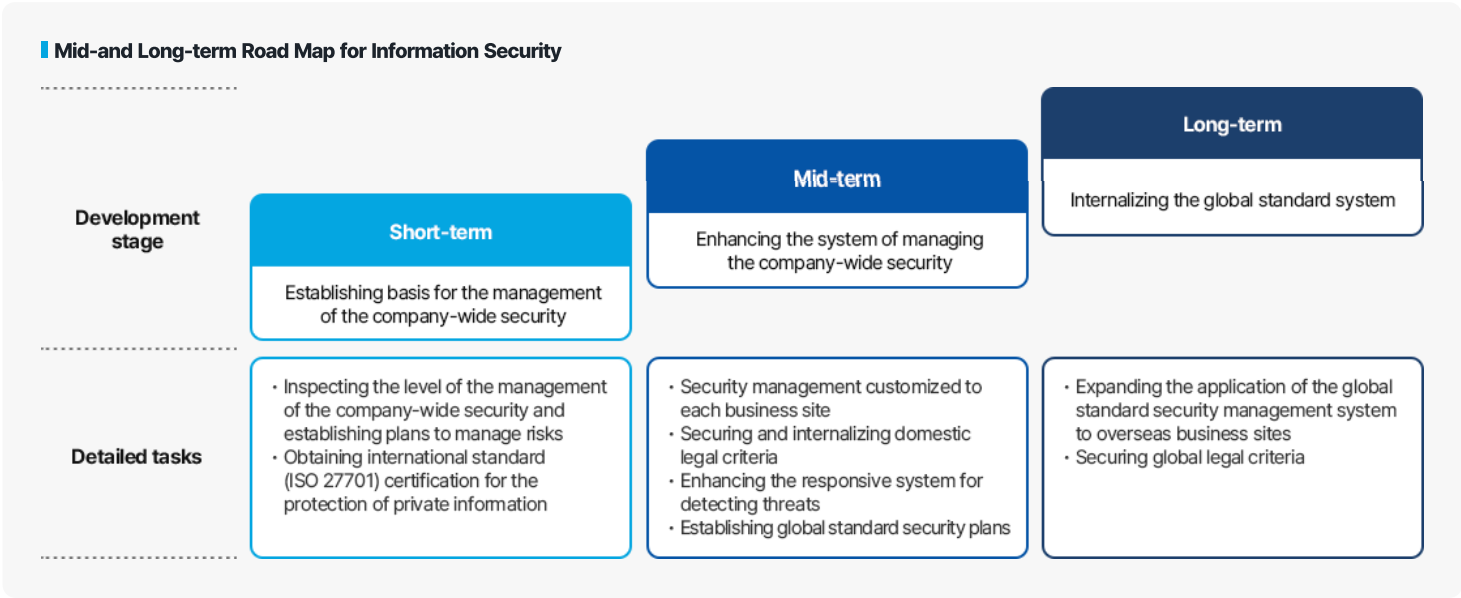 Mid-and Long-term Road Map for Information Security
Development
stage
Short-term
Establishing basis for the management
of the company-wide security
Mid-term
Enhancing the system of managing
the company-wide security
Long-term
Internalizing the global standard system
Detailed tasks
· Inspecting the level of the management
of the company-wide security and
establishing plans to manage risks
· Obtaining international standard
(ISO 27701) certification for the
protection of private information
· Security management customized to
each business site
· Securing and internalizing domestic
legal criteria
· Enhancing the responsive system for
detecting threats
· Establishing global standard security plans
· Expanding the application of the global
standard security management system
to overseas business sites
· Securing global legal criteria